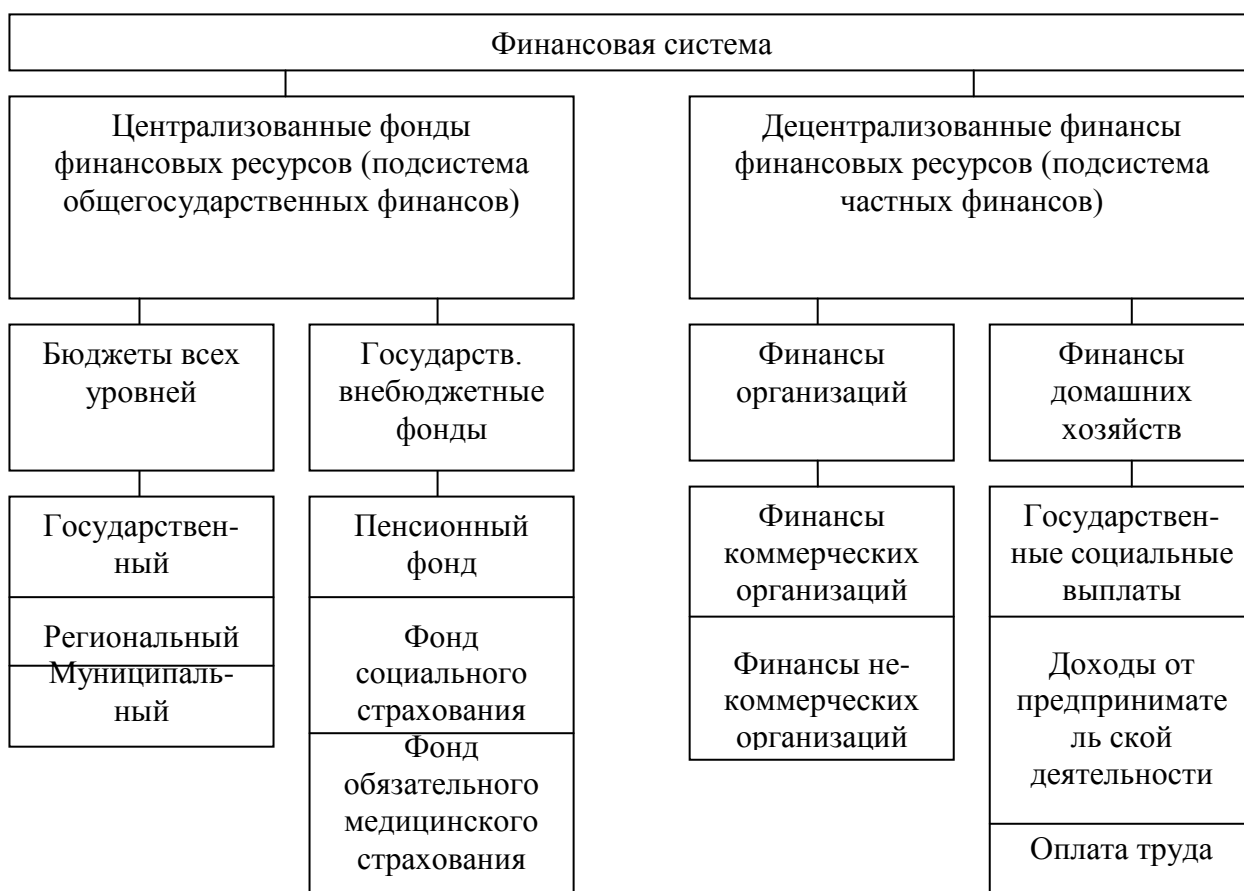 Финансовая система
Централизованные фонды
финансовых ресурсов (подсистема
общегосударственных финансов)
Децентрализованные финансы
финансовых ресурсов (подсистема
частных финансов)
Бюджеты всех
уровней
Государств.
внебюджетные
фонды
Финансы
организаций
Финансы
домашних
хозяйств
Государствен-
ный
Региональный
Муниципаль-
ный
Пенсионный
фонд
Фонд
социального
страхования
Фонд
обязательного
медицинского
страхования
Финансы
коммерческих
организаций
Финансы не-
коммерческих
организаций
Государствен-
ные социальные
выплаты
Доходы от
предпринимате
ль ской
деятельности
Оплата труда